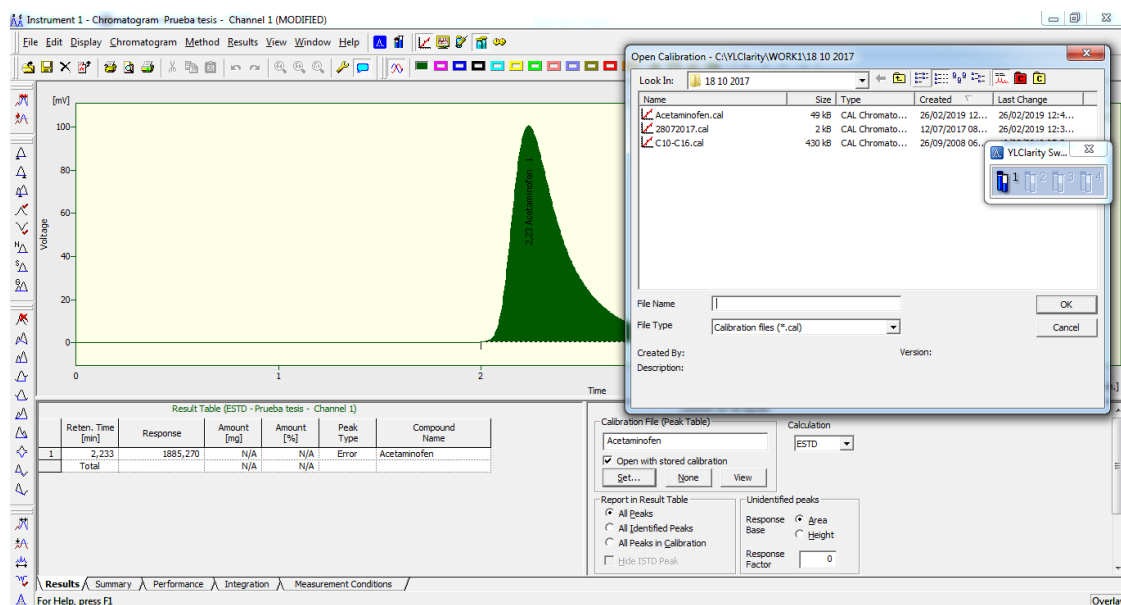 Instrument 1 - Chromatogram Prueba tesis - Channel 1 (MODIFIED)
File Edit Display Chromatogram Method Results View Window Help
Open Calibration - C:\YLClarity\WORK1\18 10 2017
Look In: 18 10 2017
Name Size Type Created Last Change
Acetaminofen.cal 49 kB CAL Chromato... 26/02/2019 12... 26/02/2019 12:4...
28072017.cal 2 kB CAL Chromato... 12/07/2017 08... 26/02/2019 12:3...
C10-C16.cal 430 kB CAL Chromato... 26/09/2008 06...
YLClarity Sw...
1 2 3 4
File Name
OK
File Type Calibration files (*.cal)
Cancel
Created By: Version:
Description:
[mV]
100
80
60
40
20
0
Voltage
2,23 Acetaminofen 1
0 1 2
Time
Result Table (ESTD - Prueba tesis - Channel 1)
Reten. Time [min] Response Amount [mg] Amount [%] Peak Type Compound Name
1 2,233 1885,270 N/A N/A Error Acetaminofen
Total N/A N/A
Calibration File (Peak Table)
Acetaminofen
Open with stored calibration
Set... None View
Calculation
ESTD
Report in Result Table
All Peaks
All Identified Peaks
All Peaks in Calibration
Hide ISTD Peak
Unidentified peaks
Response Base Area
Height
Response Factor 0
Results Summary Performance Integration Measurement Conditions
For Help, press F1
Overlay